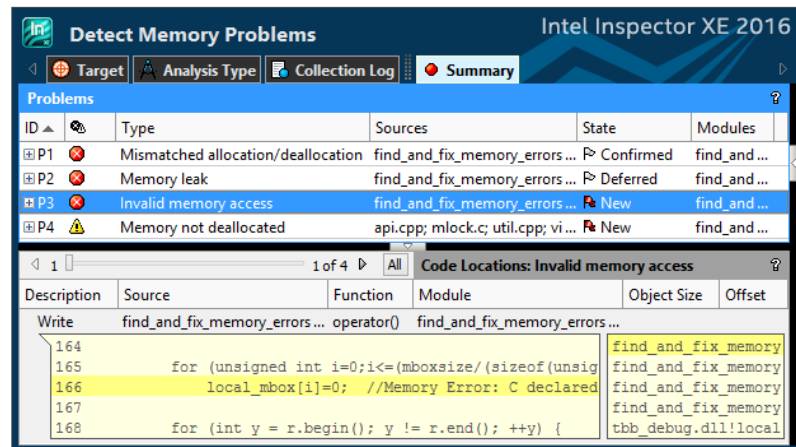 In
Detect Memory Problems
Intel Inspector XE 2016
Target Analysis Type Collection Log Summary
Problems ?
ID Type Sources State Modules
P1 Mismatched allocation/deallocation find_and_fix_memory_errors ... Confirmed find_and ...
P2 Memory leak find_and_fix_memory_errors ... Deferred find_and ...
P3 Invalid memory access find_and_fix_memory_errors ... New find_and ...
P4 Memory not deallocated api.cpp; mlock.c; util.cpp; vi ... New find_and ...
1 1 of 4 All Code Locations: Invalid memory access ?
Description Source Function Module Object Size Offset
Write find_and_fix_memory_errors ... operator() find_and_fix_memory_errors ...
164 find_and_fix_memory
165 for (unsigned int i=0;i<=(mboxsize/(sizeof(unsig find_and_fix_memory
166 local_mbox[i]=0; //Memory Error: C declared find_and_fix_memory
167 find_and_fix_memory
168 for (int y = r.begin(); y != r.end(); ++y) { tbb_debug.dll!local